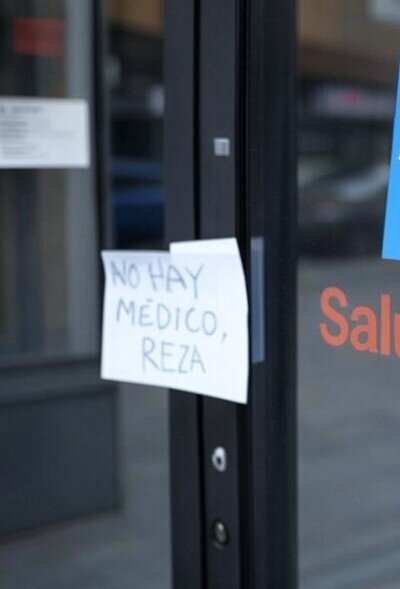 NO HAY
MÉDICO,
REZA
Salu